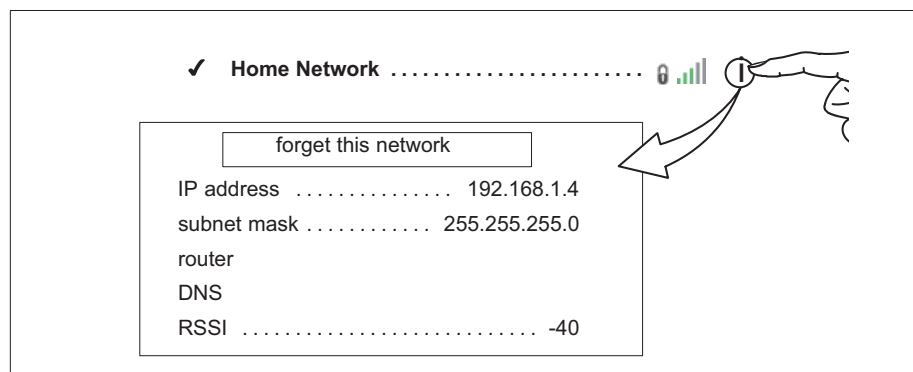 ✓ Home Network ........................ i
forget this network
IP address ............... 192.168.1.4
subnet mask ............ 255.255.255.0
router
DNS
RSSI ............................ -40